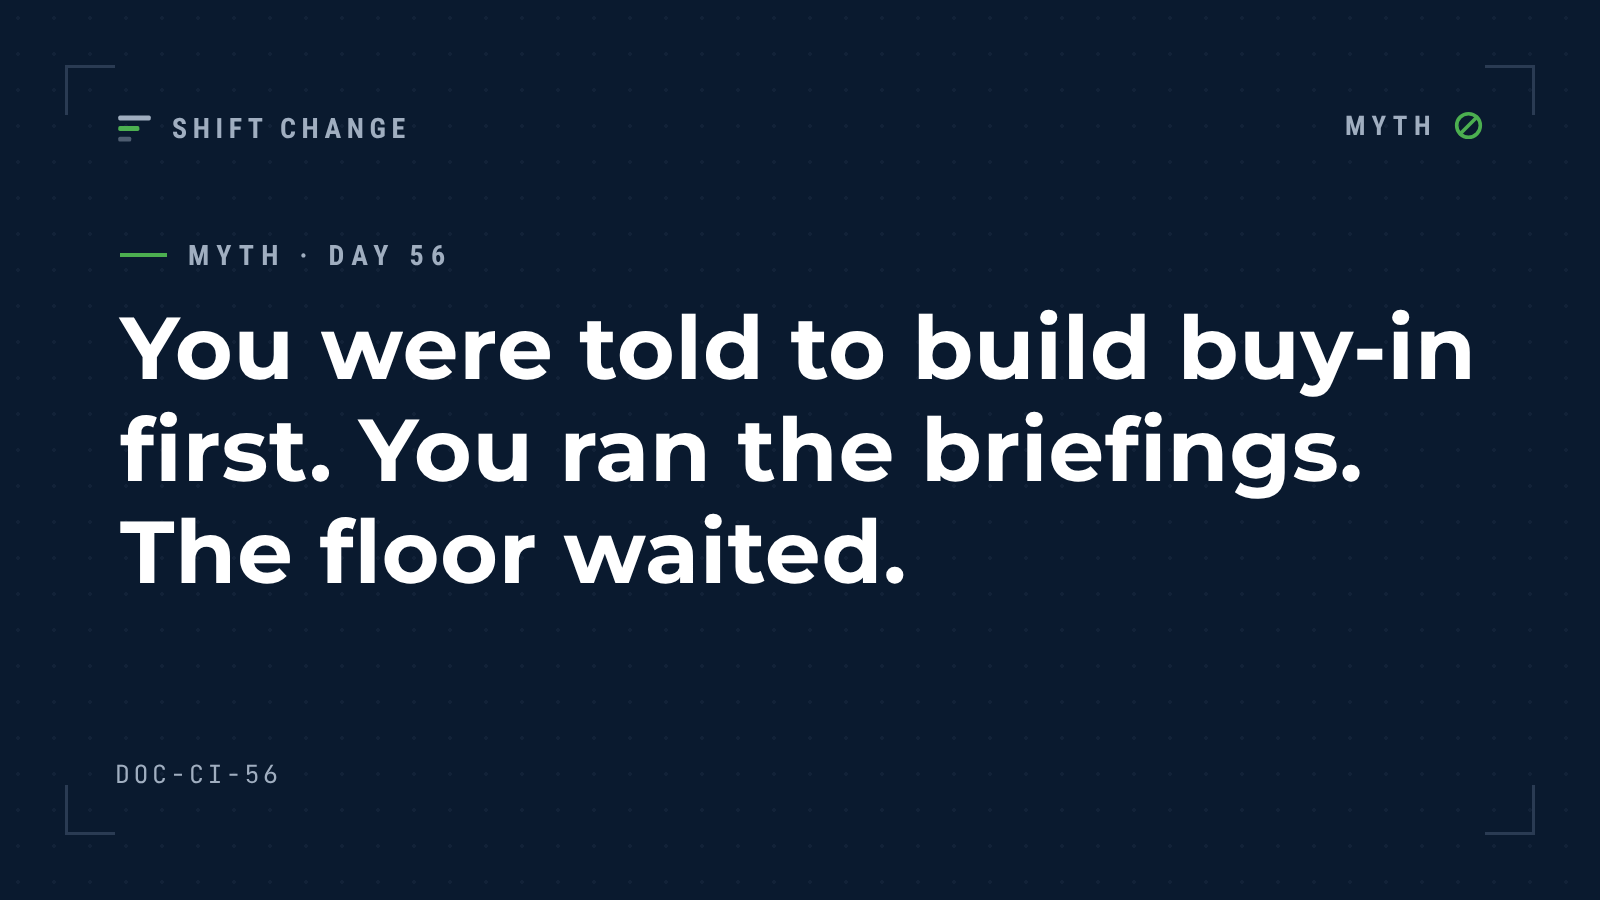 SHIFT CHANGE
MYTH
MYTH · DAY 56
You were told to build buy-in
first. You ran the briefings.
The floor waited.
DOC-CI-56